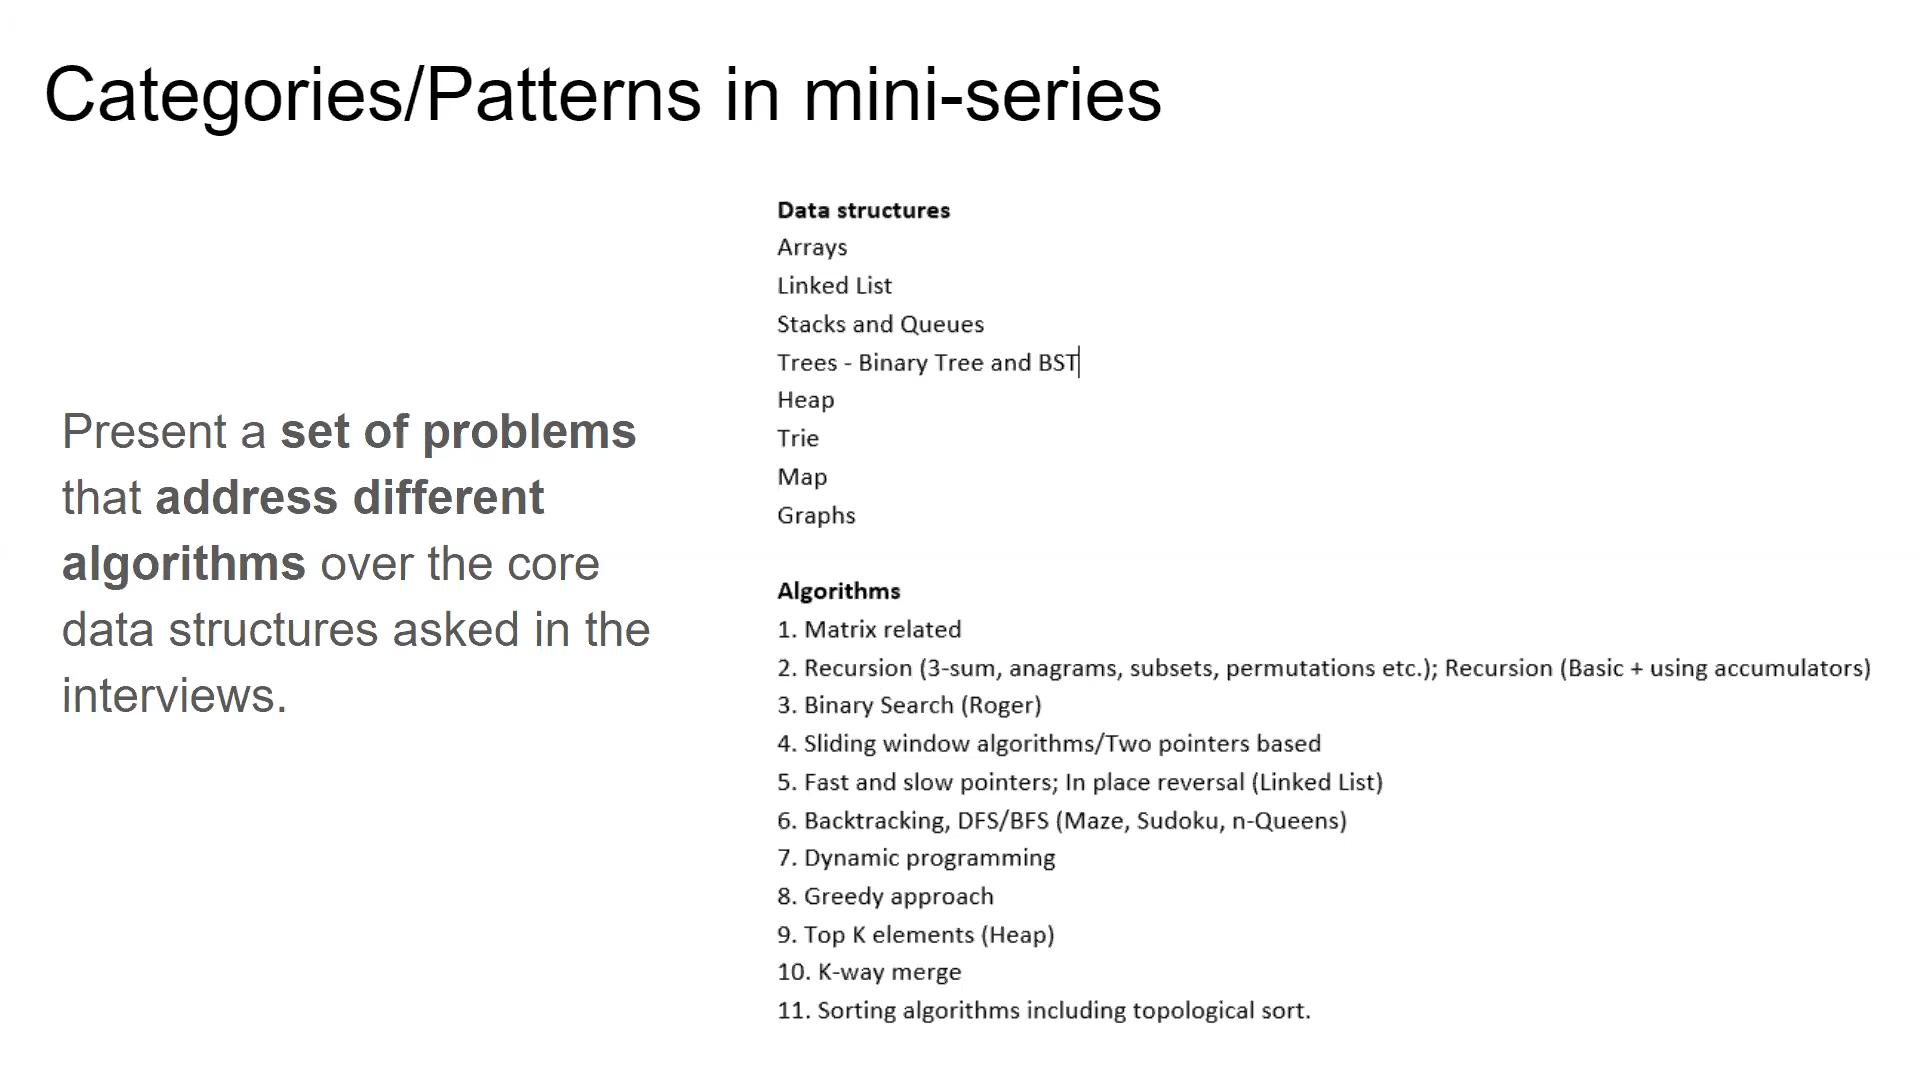 Categories/Patterns in mini-series
Present a set of problems
that address different
algorithms over the core
data structures asked in the
interviews.
Data structures
Arrays
Linked List
Stacks and Queues
Trees - Binary Tree and BST
Heap
Trie
Map
Graphs
Algorithms
1. Matrix related
2. Recursion (3-sum, anagrams, subsets, permutations etc.); Recursion (Basic + using accumulators)
3. Binary Search (Roger)
4. Sliding window algorithms/Two pointers based
5. Fast and slow pointers; In place reversal (Linked List)
6. Backtracking, DFS/BFS (Maze, Sudoku, n-Queens)
7. Dynamic programming
8. Greedy approach
9. Top K elements (Heap)
10. K-way merge
11. Sorting algorithms including topological sort.